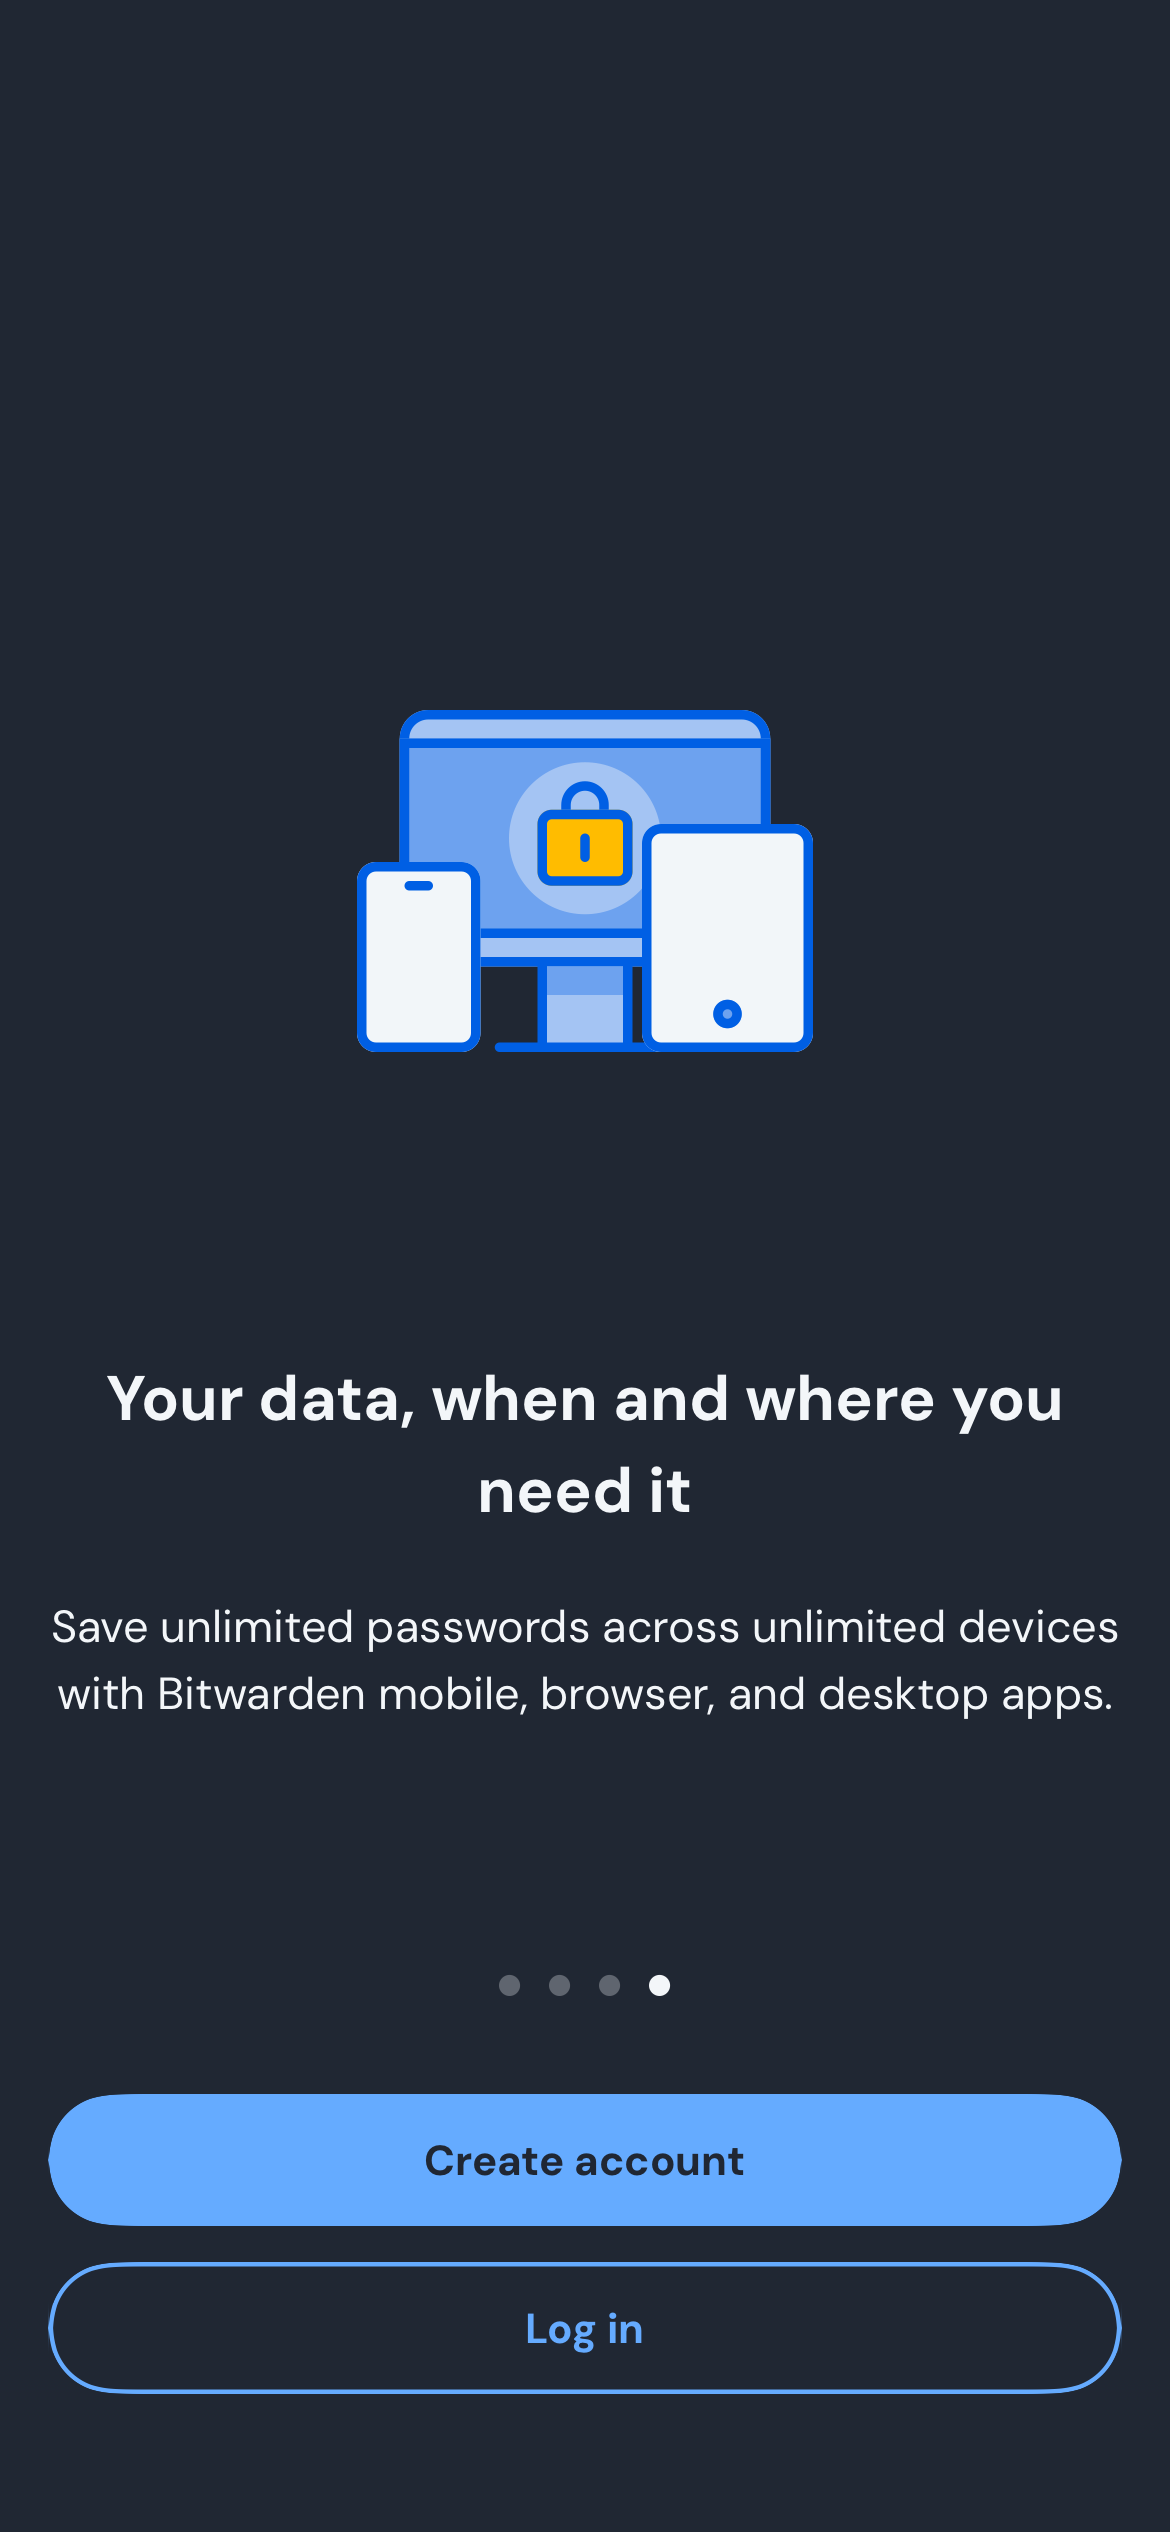 Your data, when and where you
need it
Save unlimited passwords across unlimited devices
with Bitwarden mobile, browser, and desktop apps.
Create account
Log in